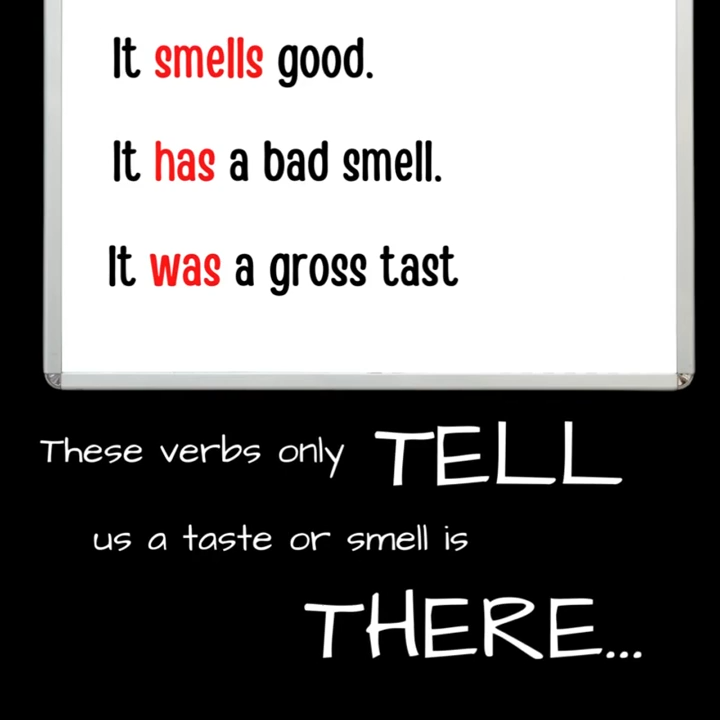 It smells good.
It has a bad smell.
It was a gross tast
These verbs only TELL
us a taste or smell is
THERE...